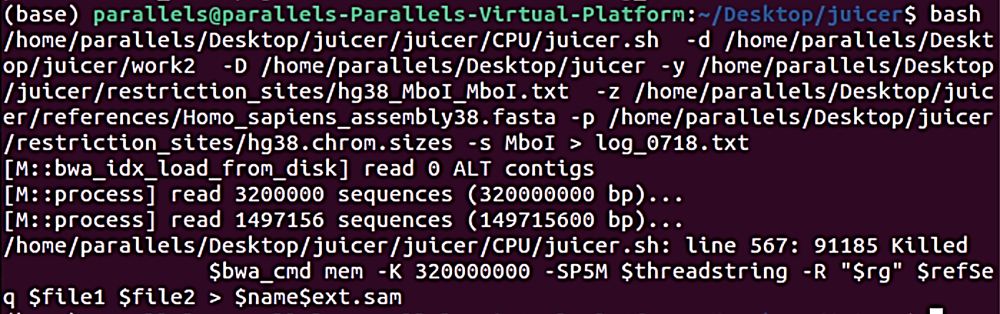 (base) parallels@parallels-Parallels-Virtual-Platform:~/Desktop/juicer$ bash
/home/parallels/Desktop/juicer/juicer/CPU/juicer.sh  -d /home/parallels/Deskt
op/juicer/work2  -D /home/parallels/Desktop/juicer -y /home/parallels/Desktop
/juicer/restriction_sites/hg38_MboI_MboI.txt  -z /home/parallels/Desktop/juic
er/references/Homo_sapiens_assembly38.fasta -p /home/parallels/Desktop/juicer
/restriction_sites/hg38.chrom.sizes -s MboI > log_0718.txt
[M::bwa_idx_load_from_disk] read 0 ALT contigs
[M::process] read 3200000 sequences (320000000 bp)...
[M::process] read 1497156 sequences (149715600 bp)...
/home/parallels/Desktop/juicer/juicer/CPU/juicer.sh: line 567: 91185 Killed
                $bwa_cmd mem -K 320000000 -SP5M $threadstring -R "$rg" $refSe
q $file1 $file2 > $name$ext.sam